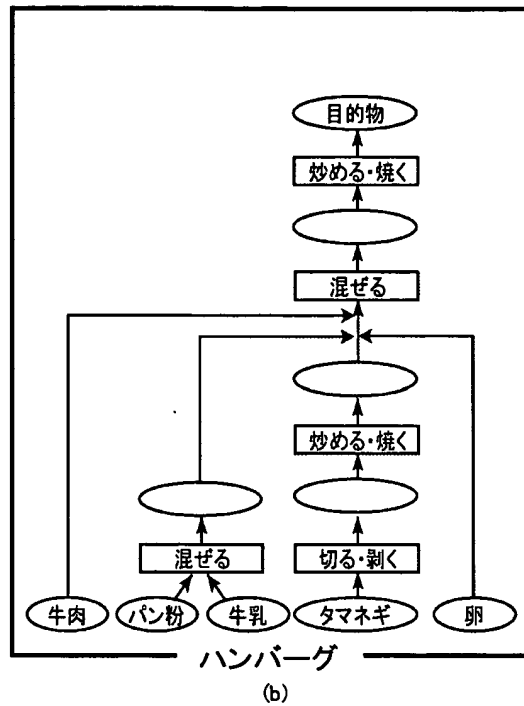 目的物
炒める・焼く
混ぜる
炒める・焼く
混ぜる
切る・剥く
牛肉
パン粉
牛乳
タマネギ
卵
ハンバーグ
(b)